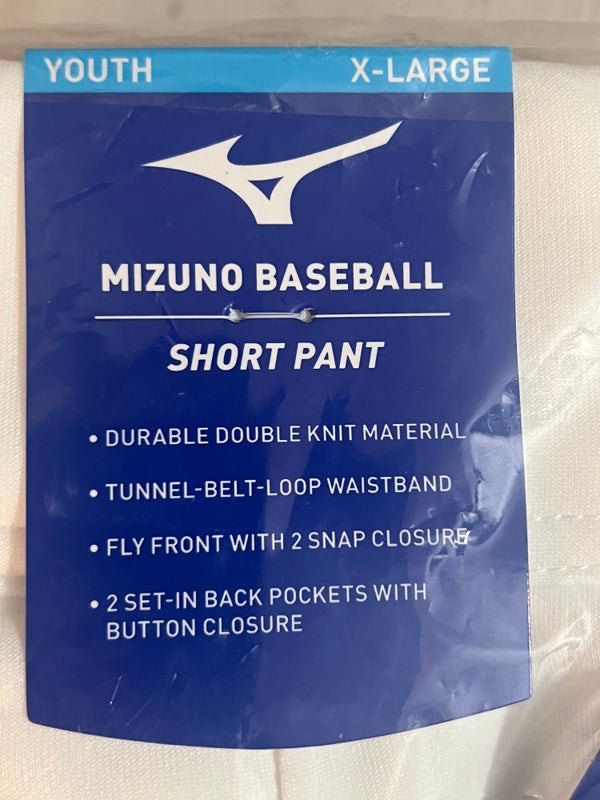 YOUTH X-LARGE
MIZUNO BASEBALL
SHORT PANT
• DURABLE DOUBLE KNIT MATERIAL
• TUNNEL-BELT-LOOP WAISTBAND
• FLY FRONT WITH 2 SNAP CLOSURE
• 2 SET-IN BACK POCKETS WITH
BUTTON CLOSURE